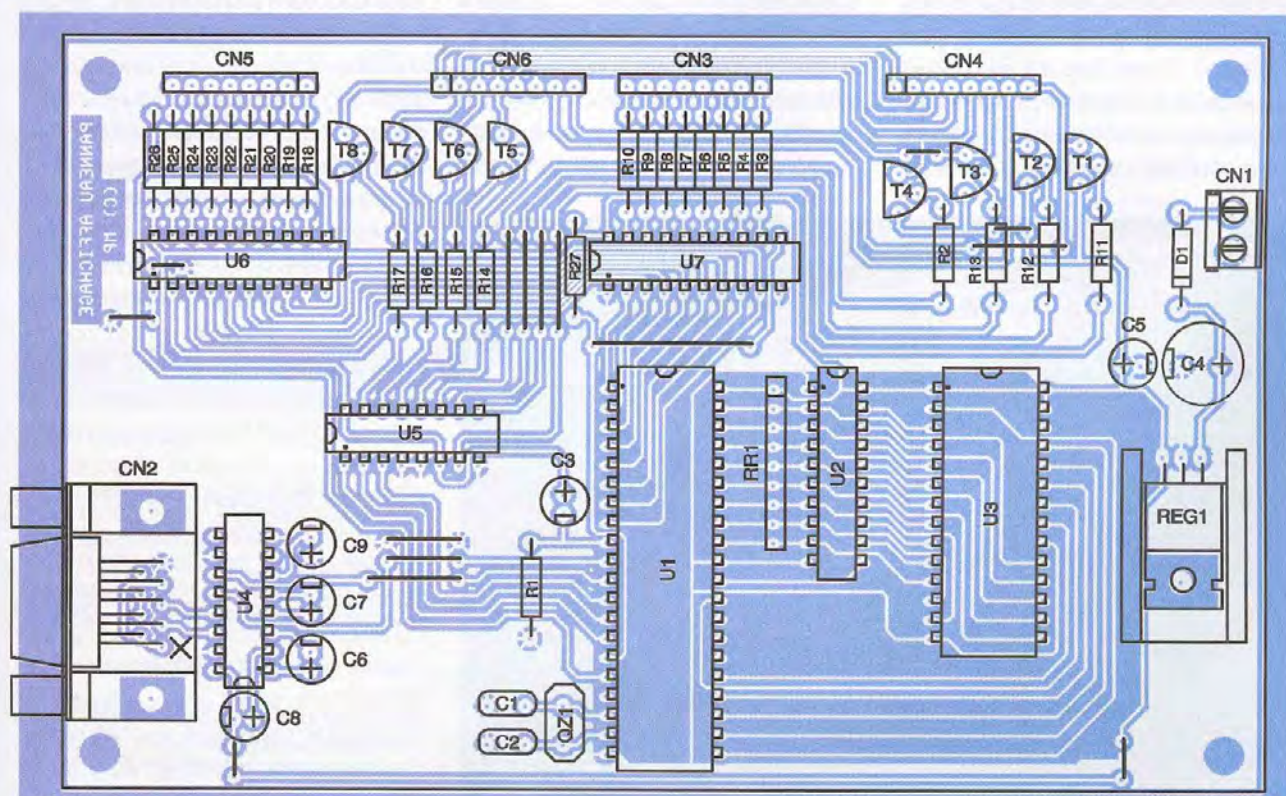 CN5
CN6
CN3
CN4
CN1
CN2
PANNEAU AFFICHAGE
(C) MP
R26
R25
R24
R23
R22
R21
R20
R19
R18
T8
T7
T6
T5
R10
R9
R8
R7
R6
R5
R4
R3
T4
T3
T2
T1
U6
R17
R16
R15
R14
R27
U7
R2
R13
R12
R11
D1
C5
C4
U5
C3
RR1
U2
U3
REG1
U4
C9
C7
C6
C8
R1
U1
C1
C2
QZ1